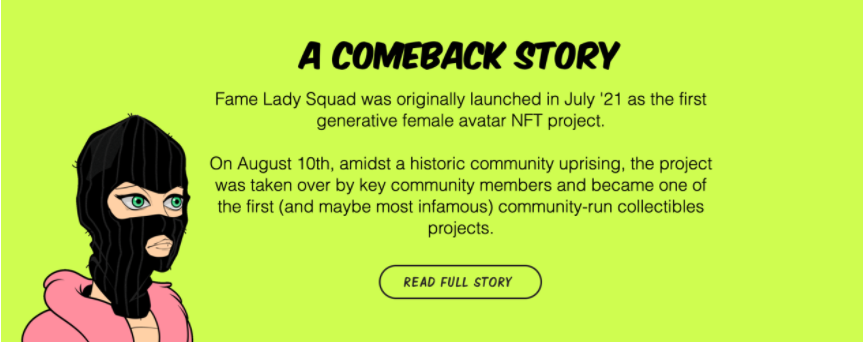 A COMEBACK STORY
Fame Lady Squad was originally launched in July '21 as the first
generative female avatar NFT project.
On August 10th, amidst a historic community uprising, the project
was taken over by key community members and became one of
the first (and maybe most infamous) community-run collectibles
projects.
READ FULL STORY